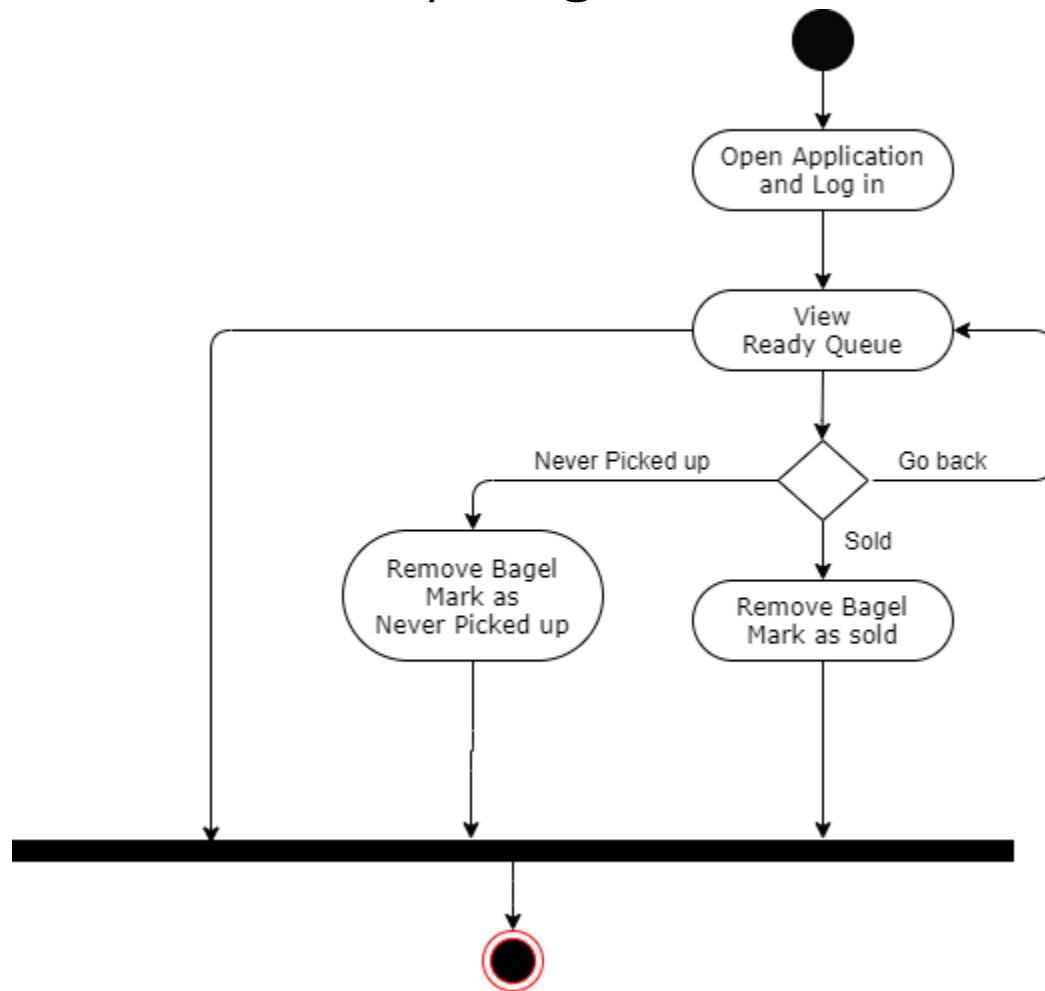 Open Application
and Log in
View
Ready Queue
Never Picked up
Go back
Sold
Remove Bagel
Mark as
Never Picked up
Remove Bagel
Mark as sold